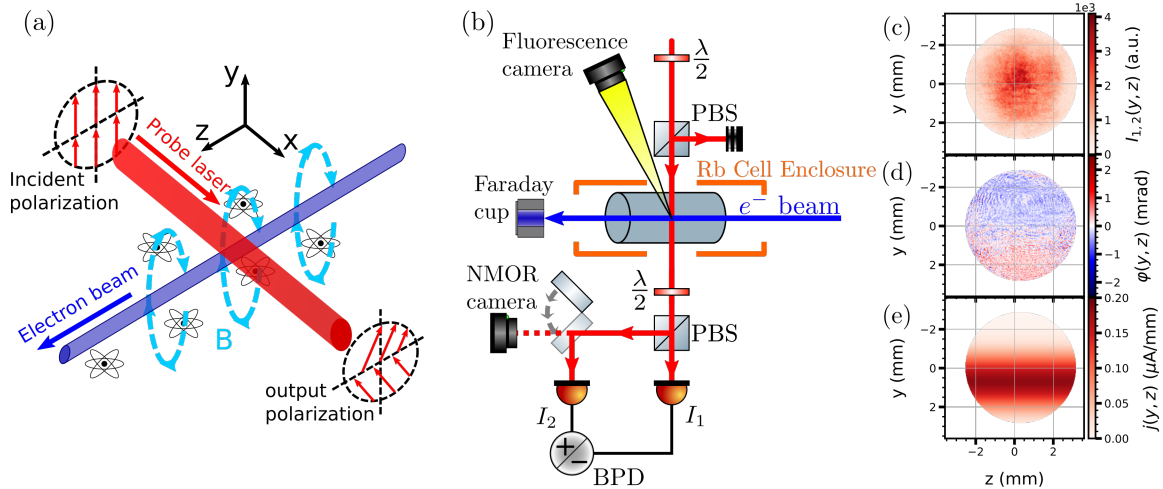 (a)
y
z
x
Probe laser
Incident
polarization
Electron beam
B
output
polarization
(b)
Fluorescence
camera
λ/2
PBS
Rb Cell Enclosure
Faraday
cup
e⁻ beam
NMOR
camera
λ/2
PBS
I₂
I₁
+
−
BPD
(c)
1e3
−2
0
2
y (mm)
4
3
2
1
0
I₁,₂(y, z) (a.u.)
(d)
−2
0
2
y (mm)
2
1
0
−1
−2
φ(y, z) (mrad)
(e)
−2
0
2
y (mm)
0.20
0.15
0.10
0.05
0.00
j(y, z) (μA/mm)
−2
0
2
z (mm)